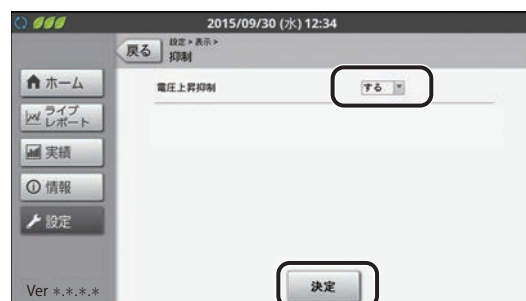 2015/09/30 (水) 12:34
戻る
設定 > 表示 >
抑制
ホーム
ライブ
レポート
実績
情報
設定
電圧上昇抑制
する
決定
Ver *.*.*.*